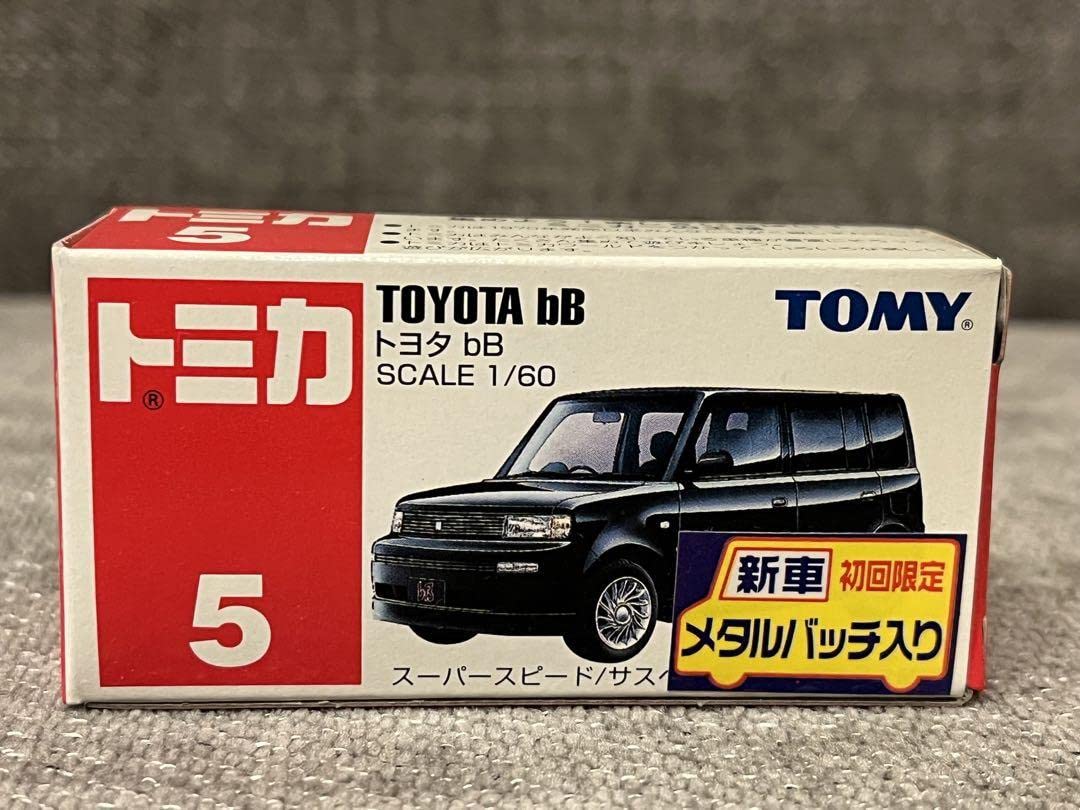 トミカ
5
トミカ®
TOYOTA bB
トヨタ bB
SCALE 1/60
TOMY®
bB
5
新車 初回限定
メタルバッチ入り
スーパースピード/サス